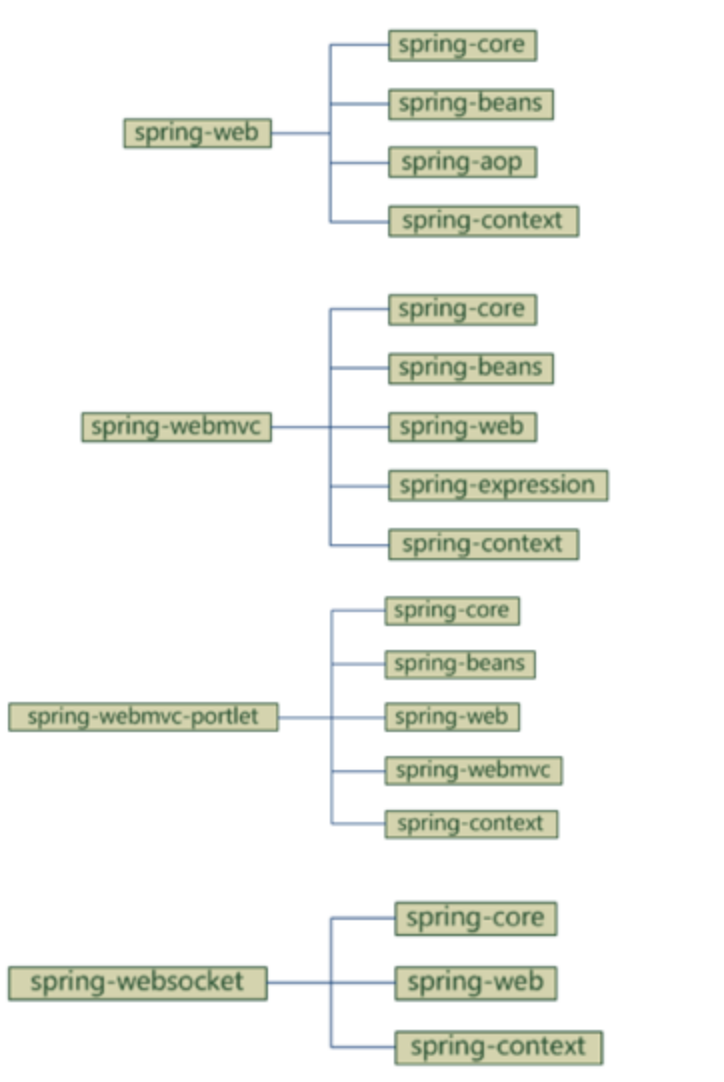 spring-web
spring-core
spring-beans
spring-aop
spring-context
spring-webmvc
spring-core
spring-beans
spring-web
spring-expression
spring-context
spring-webmvc-portlet
spring-core
spring-beans
spring-web
spring-webmvc
spring-context
spring-websocket
spring-core
spring-web
spring-context